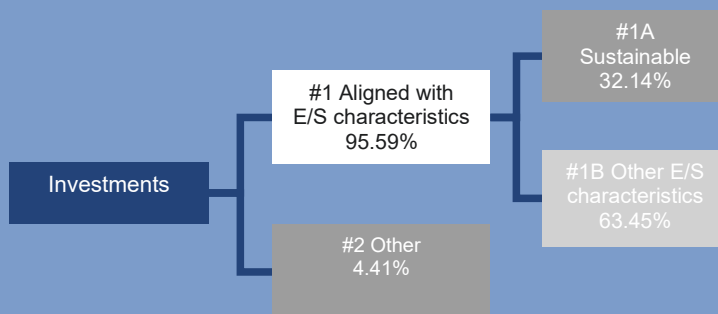 Investments
#1 Aligned with
E/S characteristics
95.59%
#2 Other
4.41%
#1A
Sustainable
32.14%
#1B Other E/S
characteristics
63.45%